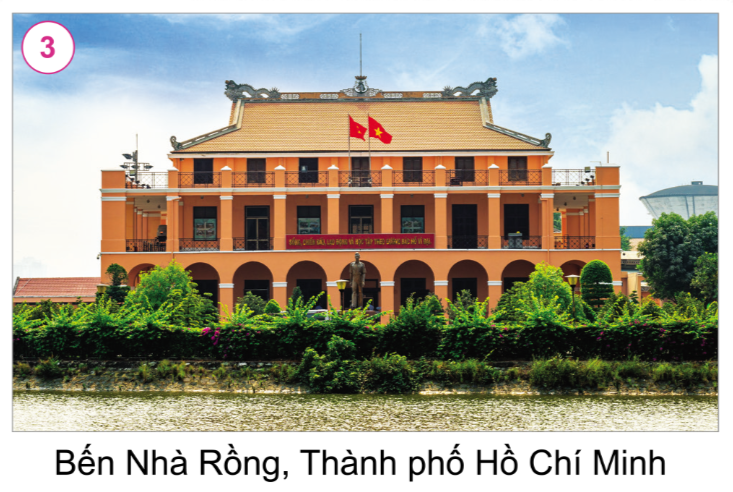 3
Bến Nhà Rồng, Thành phố Hồ Chí Minh